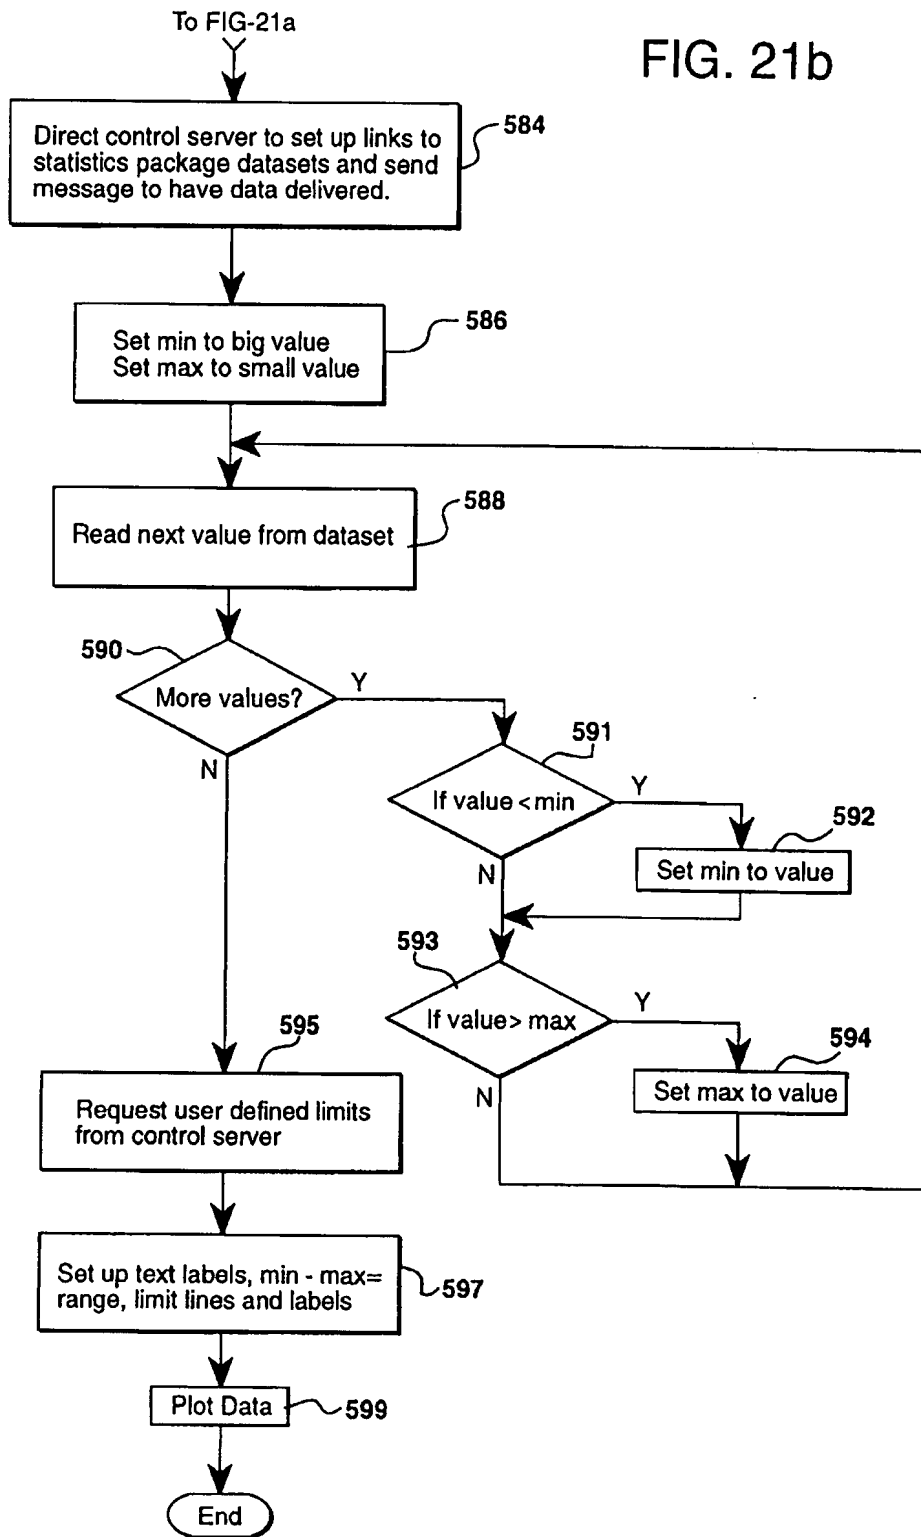 To FIG-21a
FIG. 21b
Direct control server to set up links to
statistics package datasets and send
message to have data delivered.
584
Set min to big value
Set max to small value
586
Read next value from dataset
588
590
More values?
Y
N
591
If value < min
Y
N
592
Set min to value
593
If value > max
Y
N
594
Set max to value
595
Request user defined limits
from control server
Set up text labels, min - max=
range, limit lines and labels
597
Plot Data
599
End